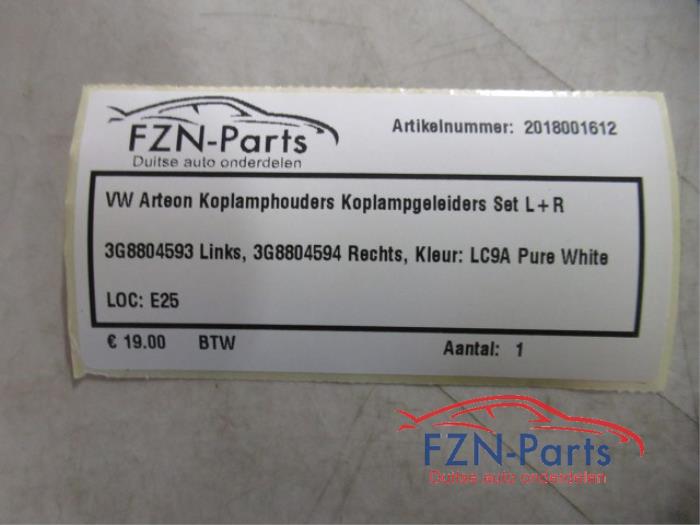 FZN-Parts
Duitse auto onderdelen
Artikelnummer: 2018001612
VW Arteon Koplamphouders Koplampgeleiders Set L+R
3G8804593 Links, 3G8804594 Rechts, Kleur: LC9A Pure White
LOC: E25
€ 19.00 BTW
Aantal: 1
FZN-Parts
Duitse auto onderdelen